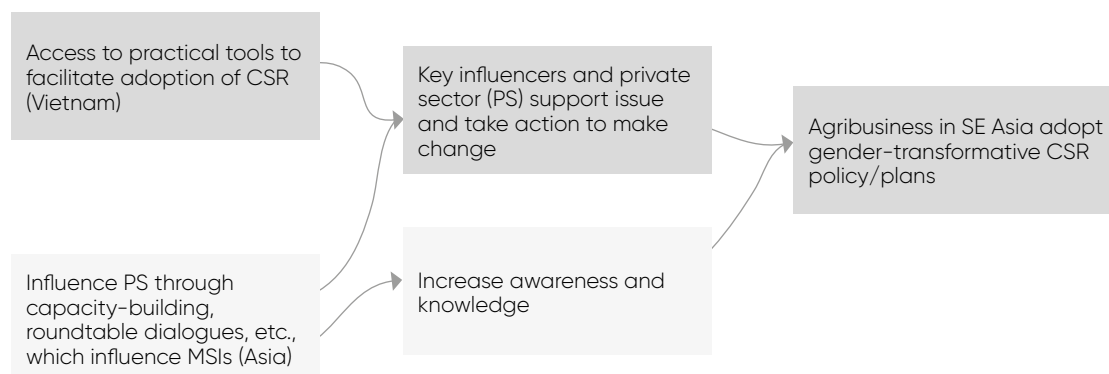 Access to practical tools to
facilitate adoption of CSR
(Vietnam)
Influence PS through
capacity-building,
roundtable dialogues, etc.,
which influence MSIs (Asia)
Key influencers and private
sector (PS) support issue
and take action to make
change
Increase awareness and
knowledge
Agribusiness in SE Asia adopt
gender-transformative CSR
policy/plans